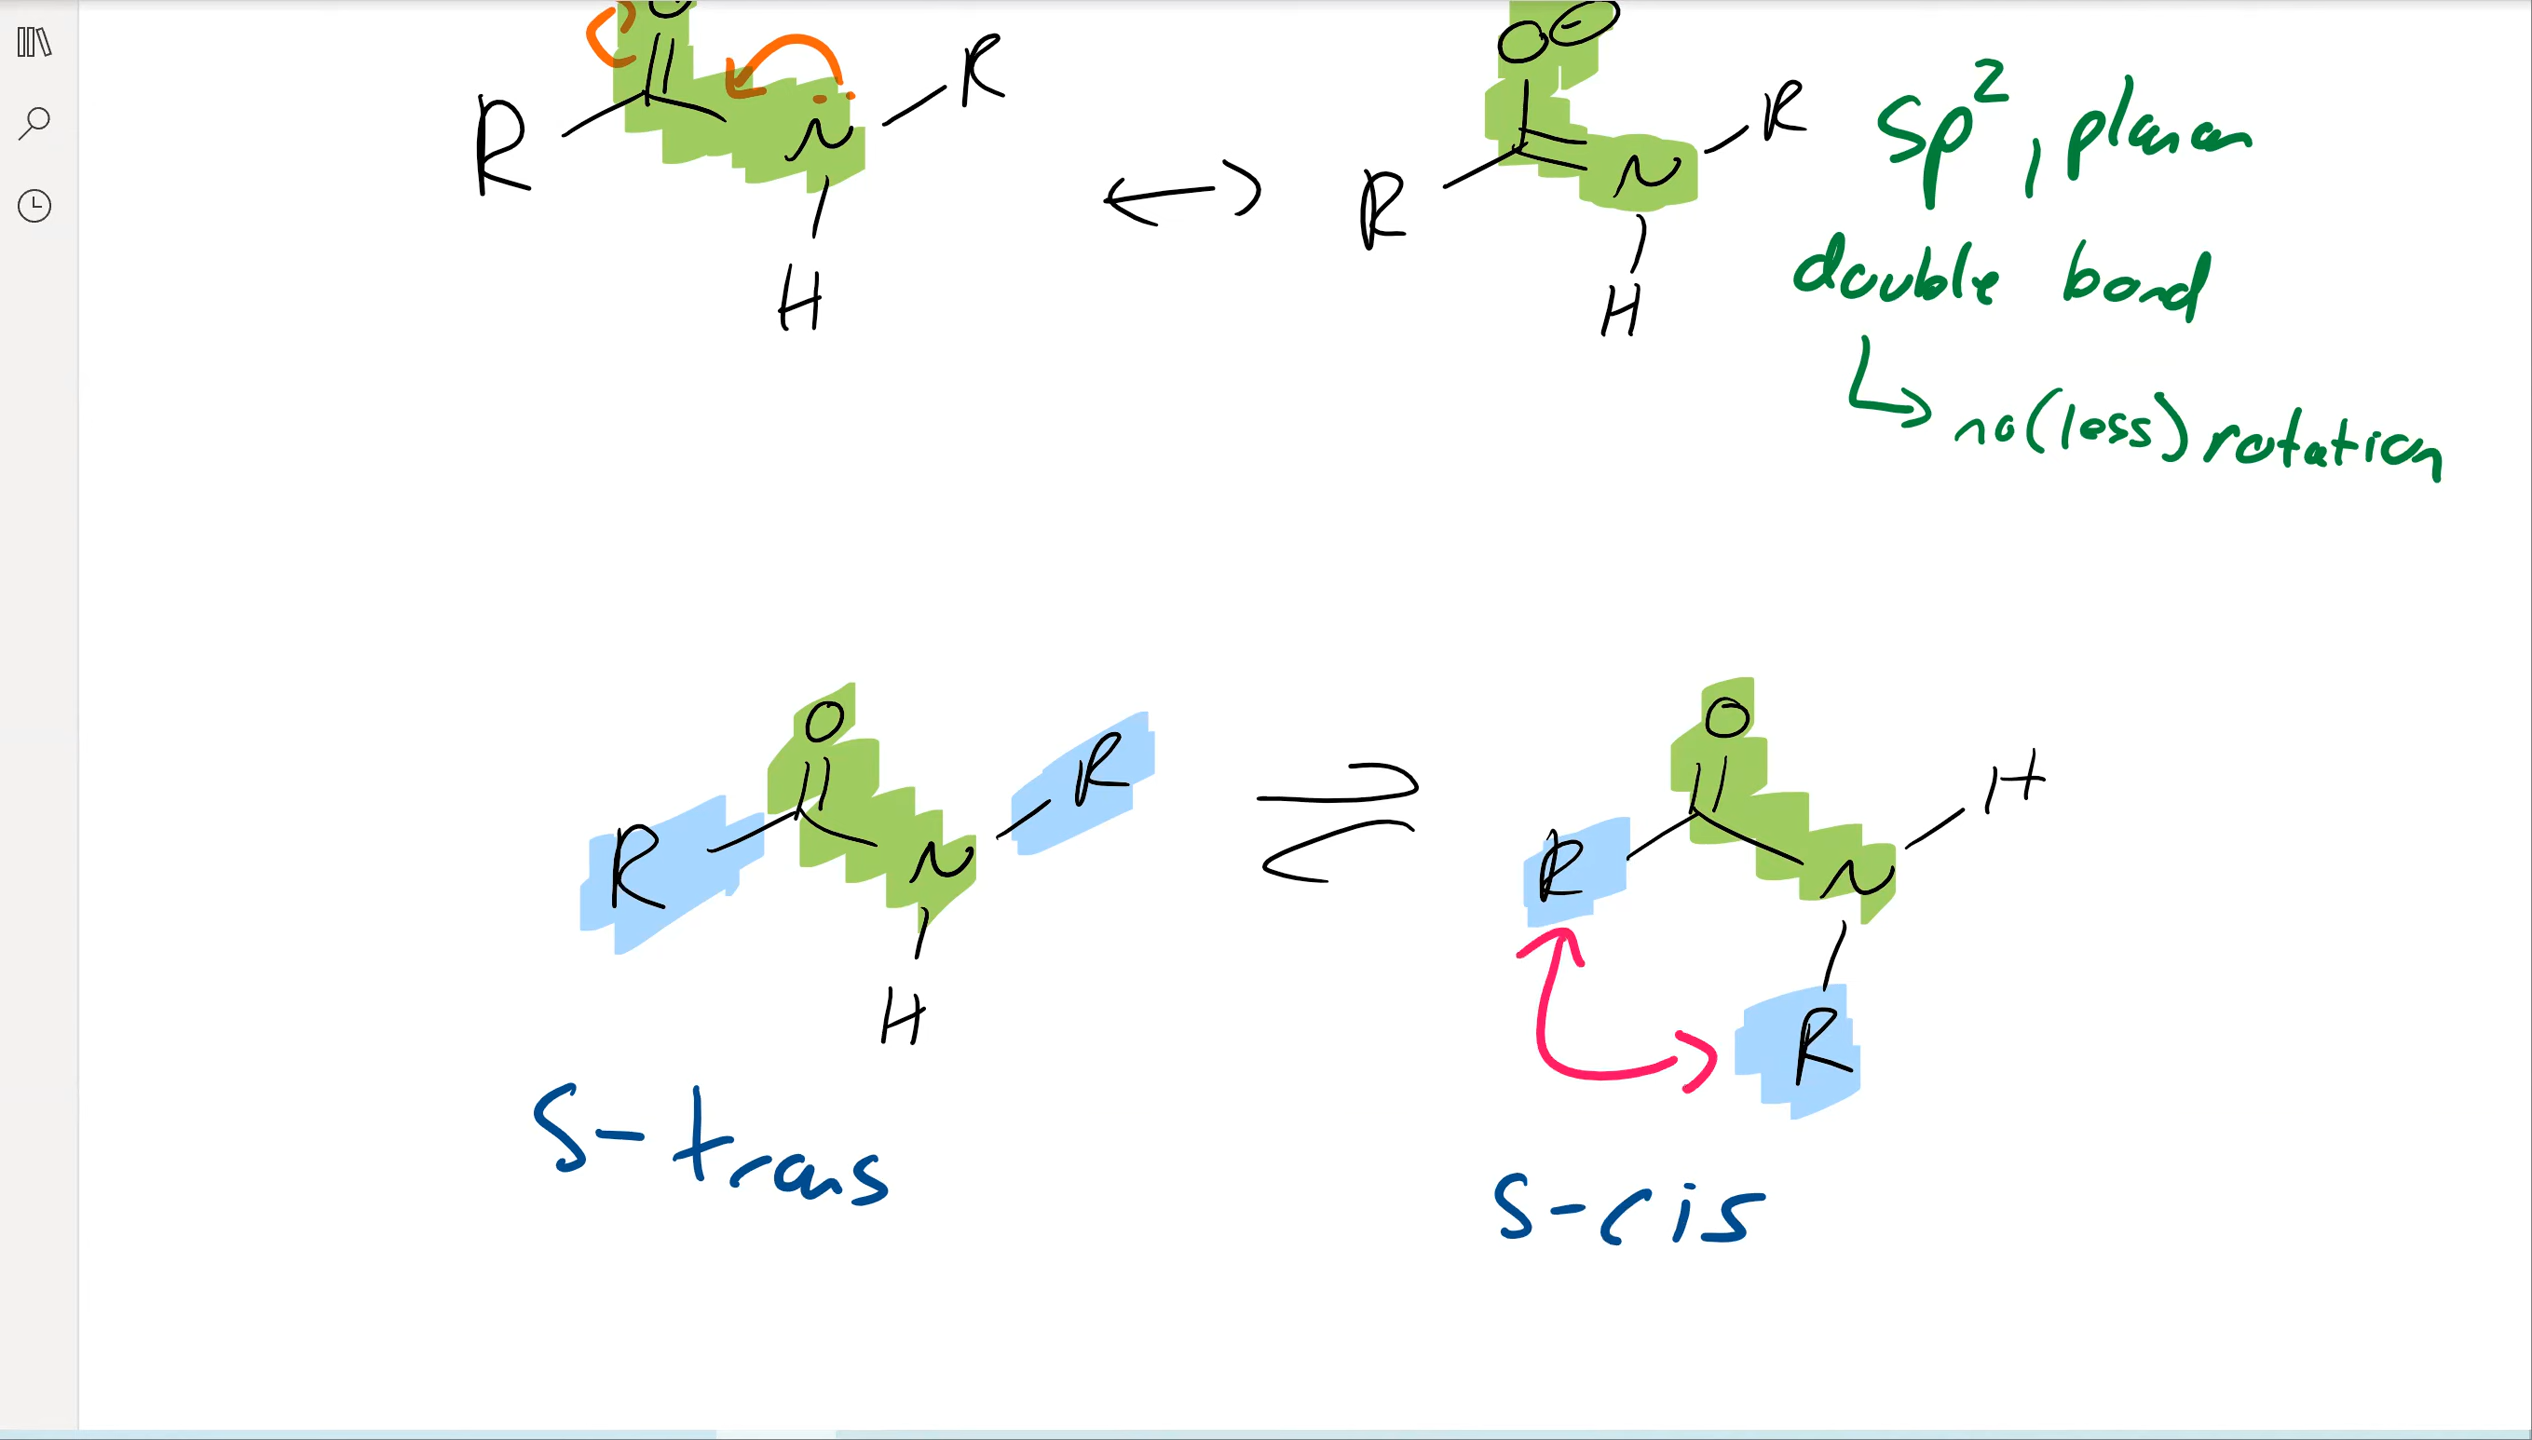 O
O⊖
R
N
R
H
R
N
R
H
sp², planar
double bond
↳ no(less) rotation
O
R
N
R
H
O
R
N
H
R
s-trans
s-cis